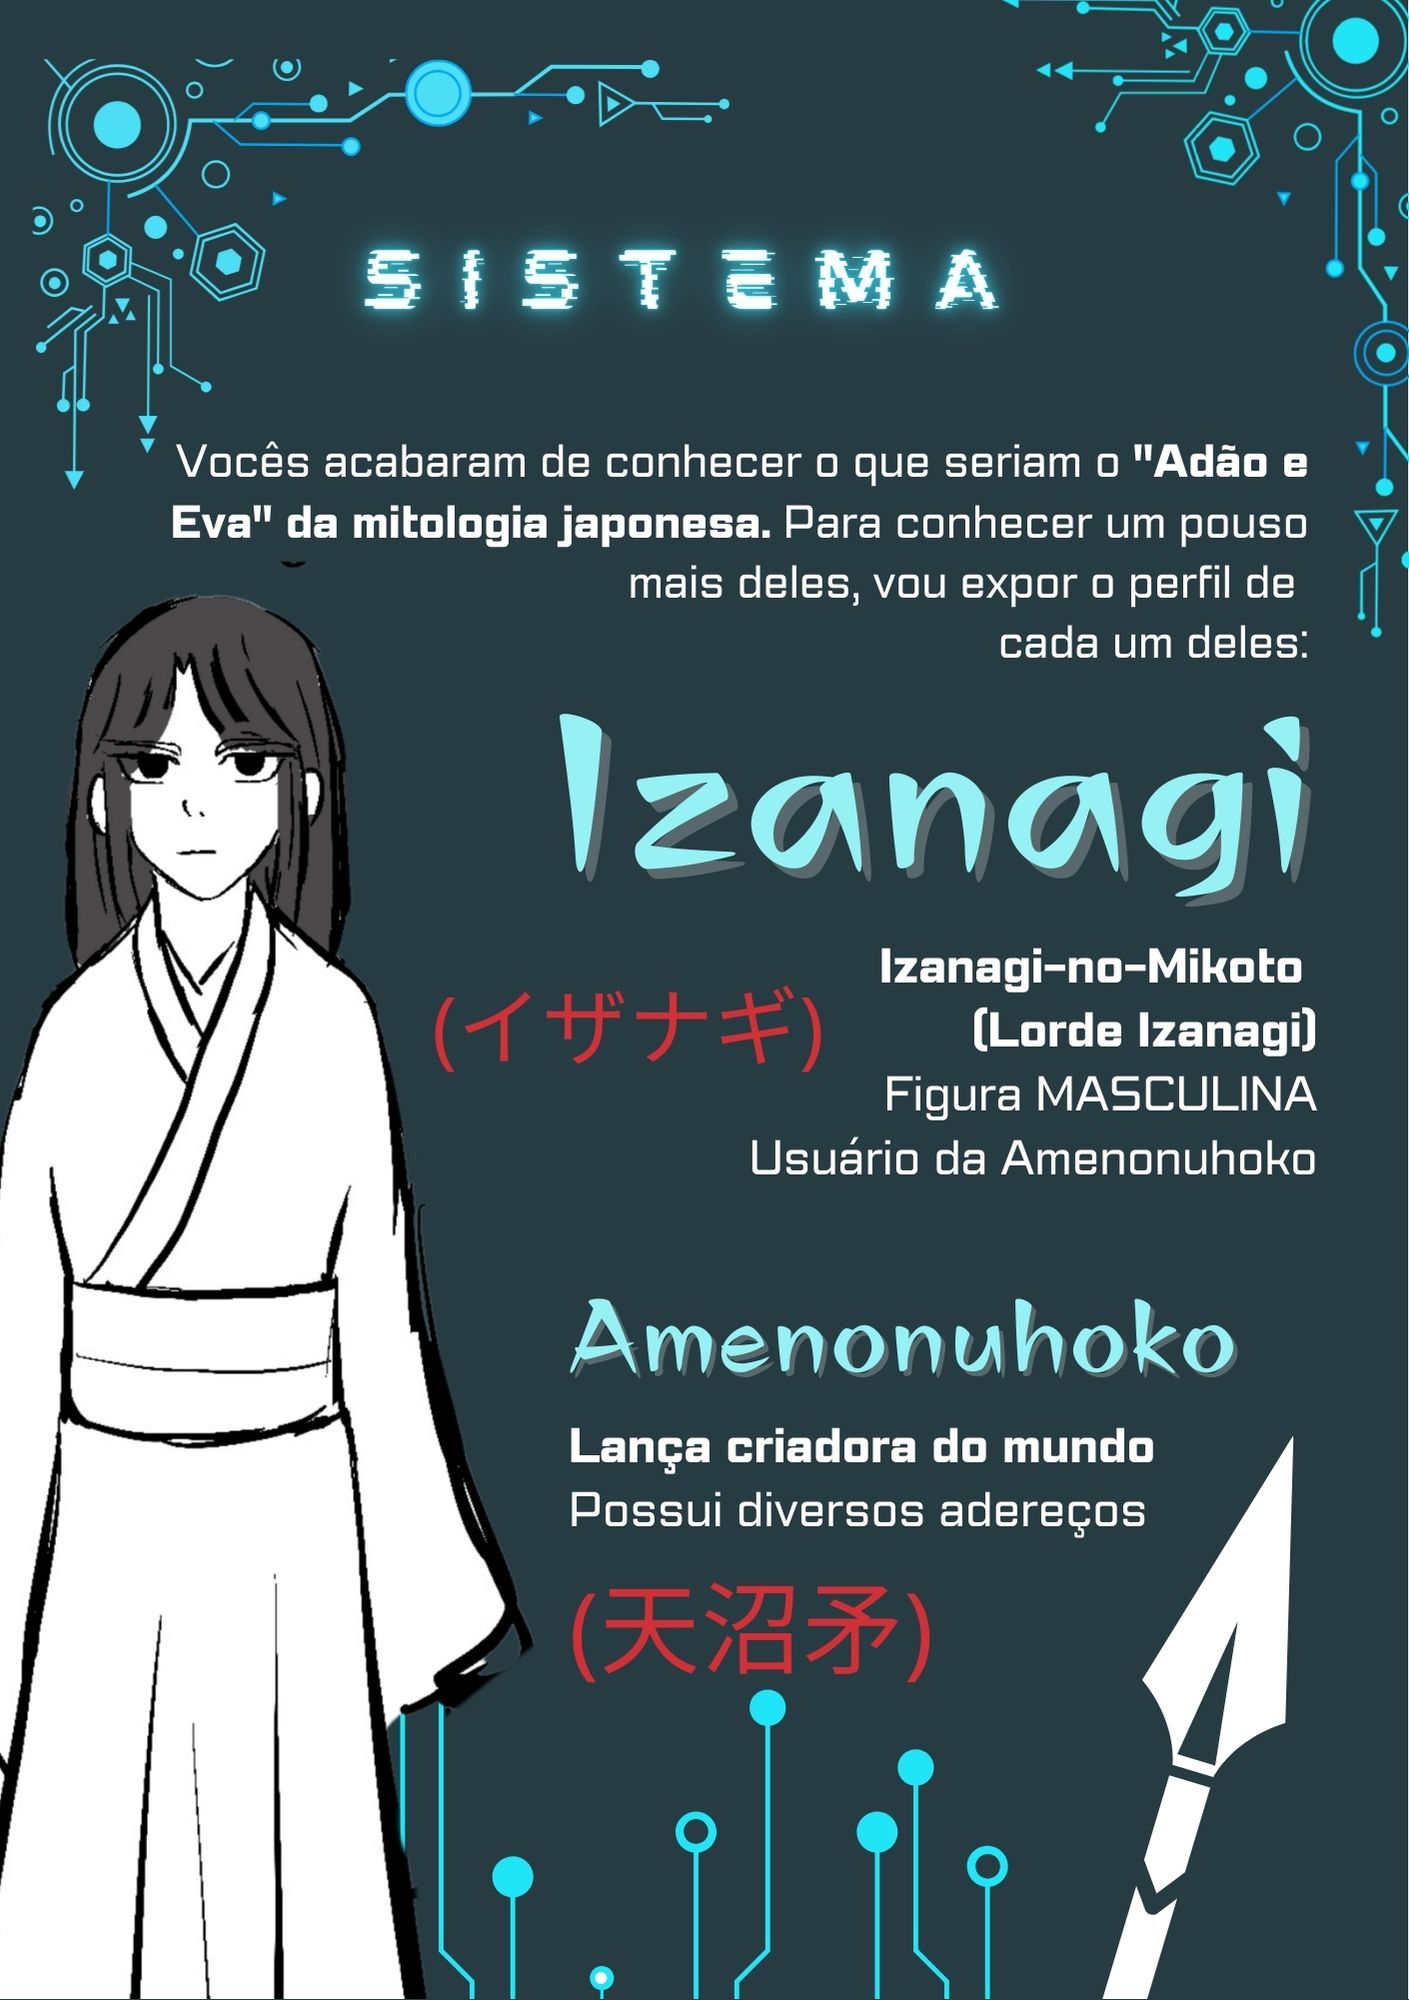 SISTEMA
Vocês acabaram de conhecer o que seriam o "Adão e
Eva" da mitologia japonesa. Para conhecer um pouso
mais deles, vou expor o perfil de
cada um deles:
Izanagi
Izanagi-no-Mikoto
(イザナギ)
(Lorde Izanagi)
Figura MASCULINA
Usuário da Amenonuhoko
Amenonuhoko
Lança criadora do mundo
Possui diversos adereços
(天沼矛)